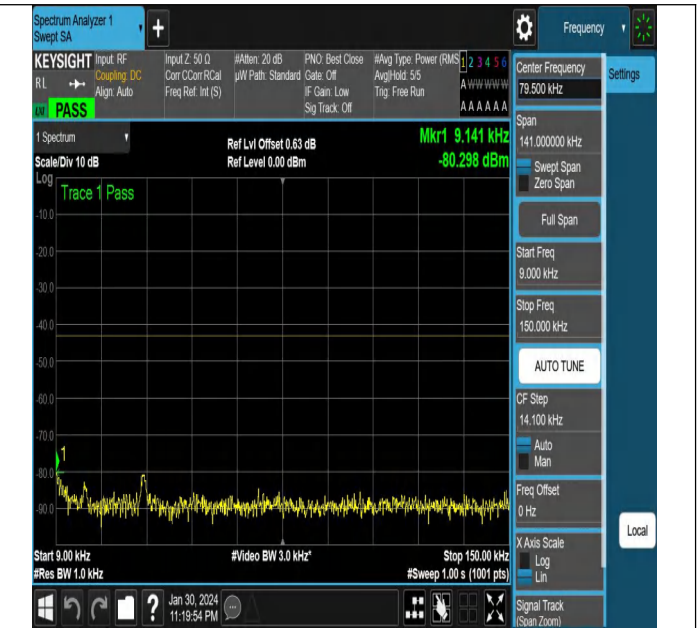 Spectrum Analyzer 1
Swept SA
+
Frequency
KEYSIGHT
RL
Input: RF
Coupling: DC
Align: Auto
Input Z: 50 Ω
Corr CCorr RCal
Freq Ref: Int (S)
#Atten: 20 dB
µW Path: Standard
PNO: Best Close
Gate: Off
IF Gain: Low
Sig Track: Off
#Avg Type: Power (RMS
Avg|Hold: 5/5
Trig: Free Run
1 2 3 4 5 6
A W W W W W
A A A A A A
LXI PASS
1 Spectrum
Scale/Div 10 dB
Ref Lvl Offset 0.63 dB
Ref Level 0.00 dBm
Mkr1 9.141 kHz
-80.298 dBm
Log
Trace 1 Pass
-10.0
-20.0
-30.0
-40.0
-50.0
-60.0
-70.0
-80.0
-90.0
1
Start 9.00 kHz
#Res BW 1.0 kHz
#Video BW 3.0 kHz*
Stop 150.00 kHz
#Sweep 1.00 s (1001 pts)
?
Jan 30, 2024
11:19:54 PM
Center Frequency
79.500 kHz
Settings
Span
141.000000 kHz
Swept Span
Zero Span
Full Span
Start Freq
9.000 kHz
Stop Freq
150.000 kHz
AUTO TUNE
CF Step
14.100 kHz
Auto
Man
Freq Offset
0 Hz
X Axis Scale
Log
Lin
Local
Signal Track
(Span Zoom)